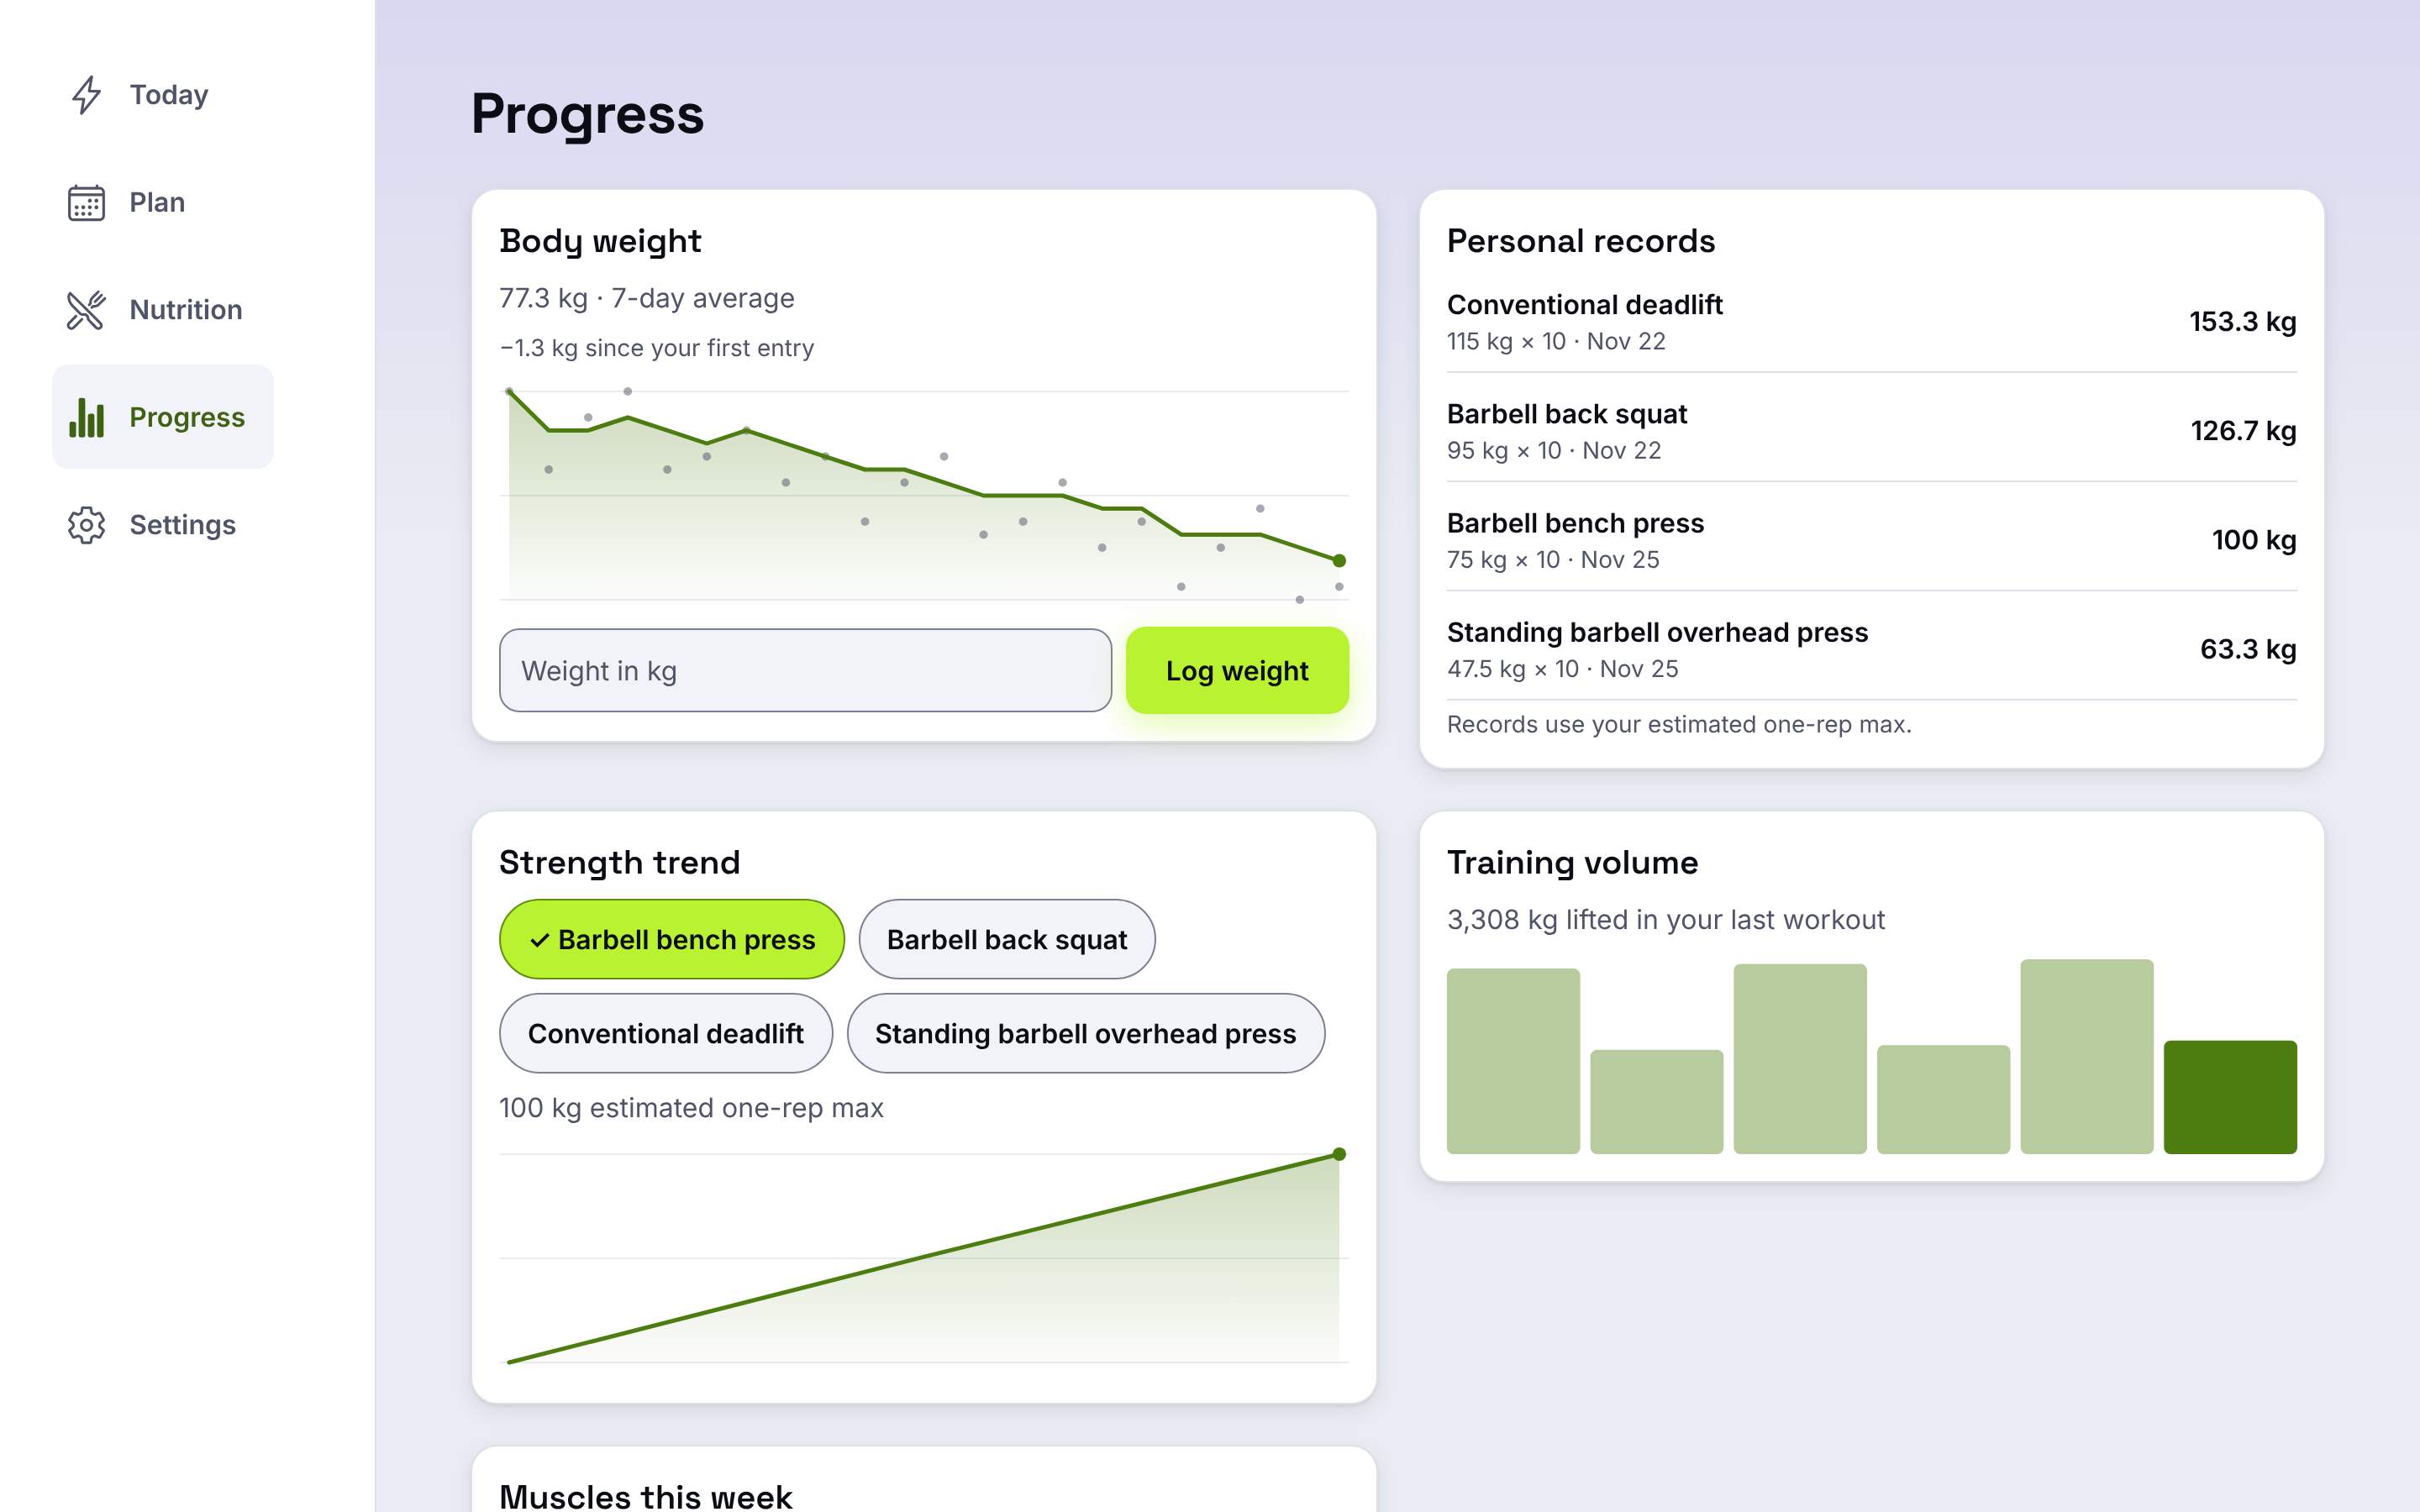 Today
Plan
Nutrition
Progress
Settings
Progress
Body weight
77.3 kg · 7-day average
−1.3 kg since your first entry
Weight in kg
Log weight
Personal records
Conventional deadlift
115 kg × 10 · Nov 22
153.3 kg
Barbell back squat
95 kg × 10 · Nov 22
126.7 kg
Barbell bench press
75 kg × 10 · Nov 25
100 kg
Standing barbell overhead press
47.5 kg × 10 · Nov 25
63.3 kg
Records use your estimated one-rep max.
Strength trend
✓ Barbell bench press
Barbell back squat
Conventional deadlift
Standing barbell overhead press
100 kg estimated one-rep max
Training volume
3,308 kg lifted in your last workout
Muscles this week